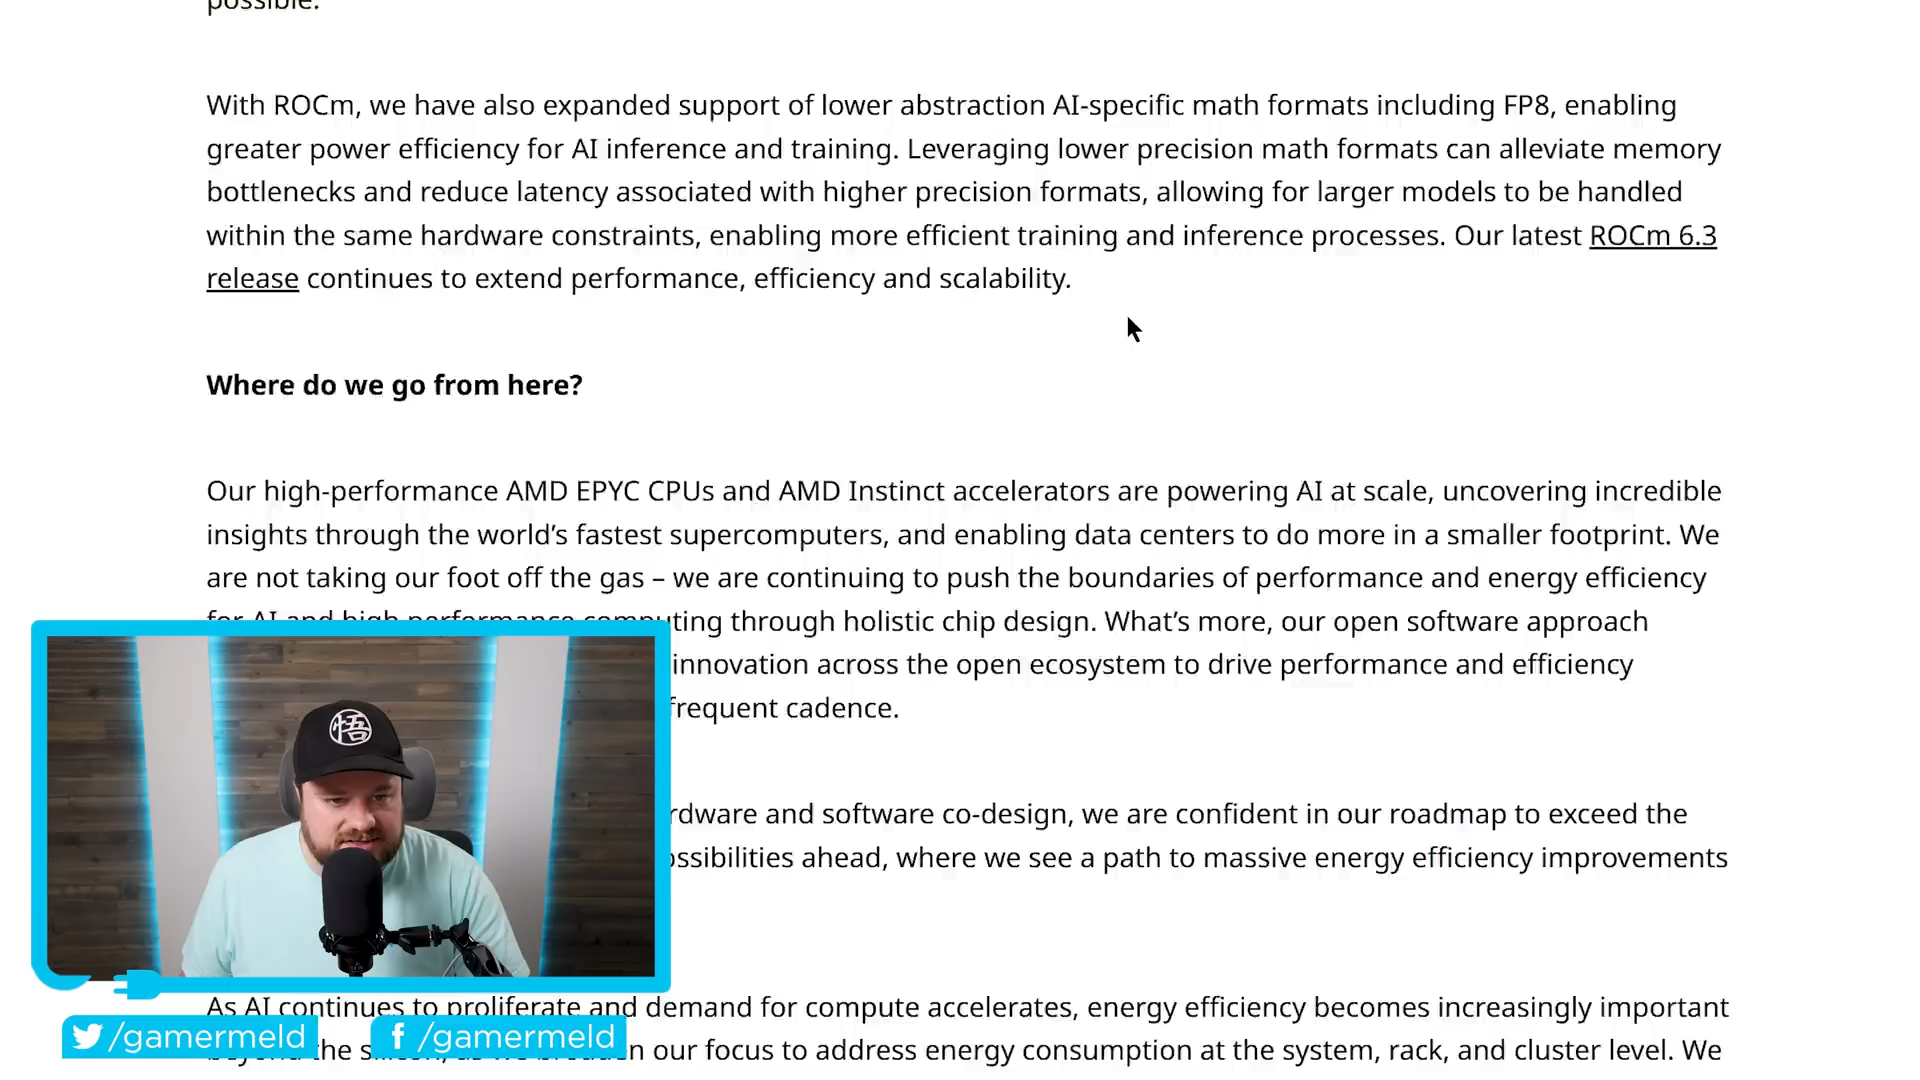 possible.
With ROCm, we have also expanded support of lower abstraction AI-specific math formats including FP8, enabling
greater power efficiency for AI inference and training. Leveraging lower precision math formats can alleviate memory
bottlenecks and reduce latency associated with higher precision formats, allowing for larger models to be handled
within the same hardware constraints, enabling more efficient training and inference processes. Our latest ROCm 6.3
release continues to extend performance, efficiency and scalability.
Where do we go from here?
Our high-performance AMD EPYC CPUs and AMD Instinct accelerators are powering AI at scale, uncovering incredible
insights through the world’s fastest supercomputers, and enabling data centers to do more in a smaller footprint. We
are not taking our foot off the gas – we are continuing to push the boundaries of performance and energy efficiency
for AI and high performance computing through holistic chip design. What’s more, our open software approach
innovation across the open ecosystem to drive performance and efficiency
frequent cadence.
悟
and software co-design, we are confident in our roadmap to exceed the
ahead, where we see a path to massive energy efficiency improvements
As AI continues to proliferate and demand for compute accelerates, energy efficiency becomes increasingly important
the our focus to address energy consumption at the system, rack, and cluster level. We
/gamermeld
f /gamermeld